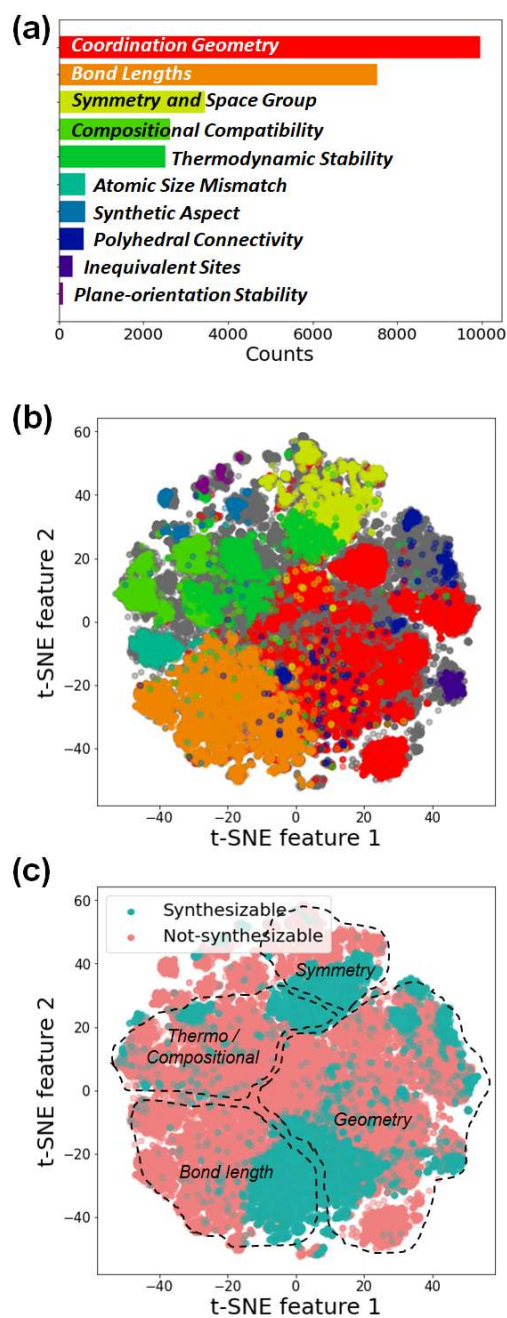 (a)
Coordination Geometry
Bond Lengths
Symmetry and Space Group
Compositional Compatibility
Thermodynamic Stability
Atomic Size Mismatch
Synthetic Aspect
Polyhedral Connectivity
Inequivalent Sites
Plane-orientation Stability
0 2000 4000 6000 8000 10000
Counts
(b)
60
40
20
0
−20
−40
t-SNE feature 2
−40 −20 0 20 40
t-SNE feature 1
(c)
60
40
20
0
−20
−40
t-SNE feature 2
Synthesizable
Not-synthesizable
Symmetry
Thermo /
Compositional
Geometry
Bond length
−40 −20 0 20 40
t-SNE feature 1